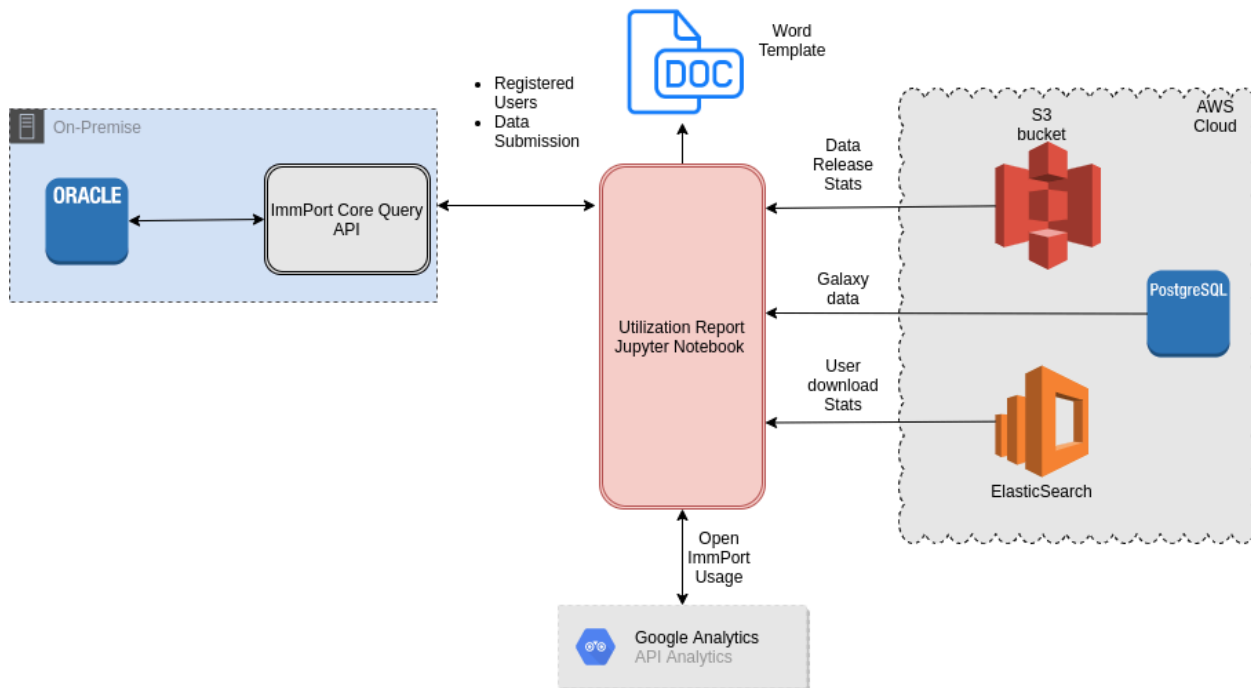 Word
Template
DOC
• Registered
Users
• Data
Submission
On-Premise
ORACLE
ImmPort Core Query
API
Utilization Report
Jupyter Notebook
Data
Release
Stats
Galaxy
data
User
download
Stats
AWS
Cloud
S3
bucket
PostgreSQL
ElasticSearch
Open
ImmPort
Usage
Google Analytics
API Analytics